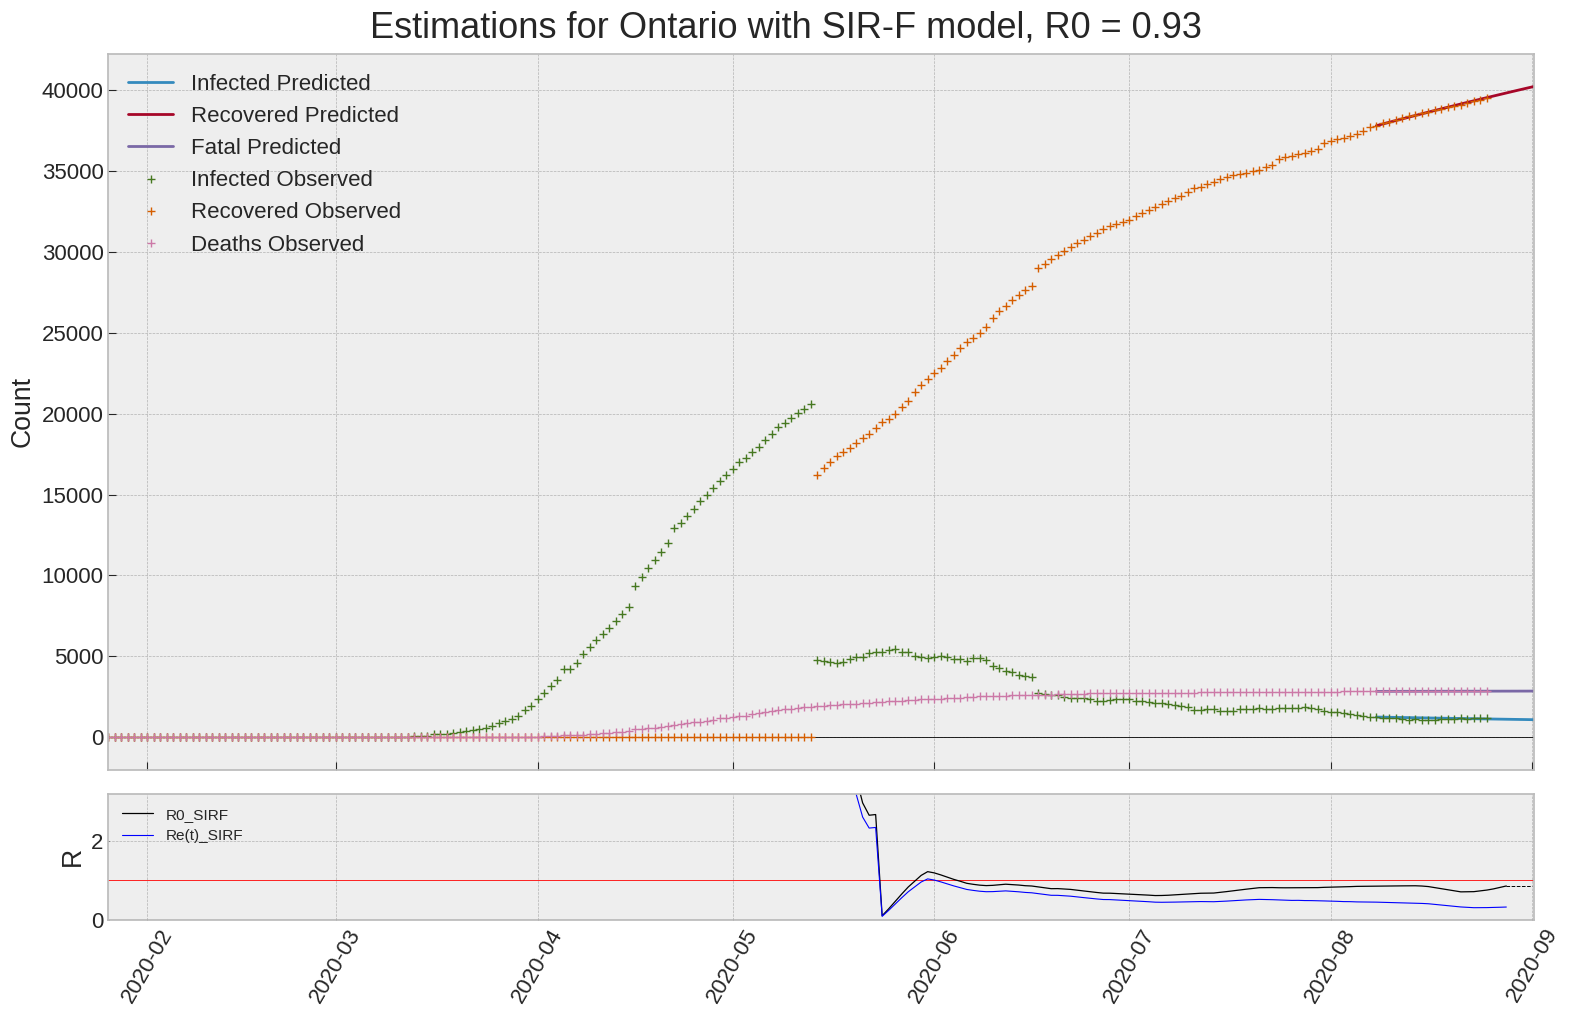 Estimations for Ontario with SIR-F model, R0 = 0.93
Infected Predicted
Recovered Predicted
Fatal Predicted
Infected Observed
Recovered Observed
Deaths Observed
40000
35000
30000
25000
20000
15000
10000
5000
0
Count
R0_SIRF
Re(t)_SIRF
2
0
R
2020-02
2020-03
2020-04
2020-05
2020-06
2020-07
2020-08
2020-09